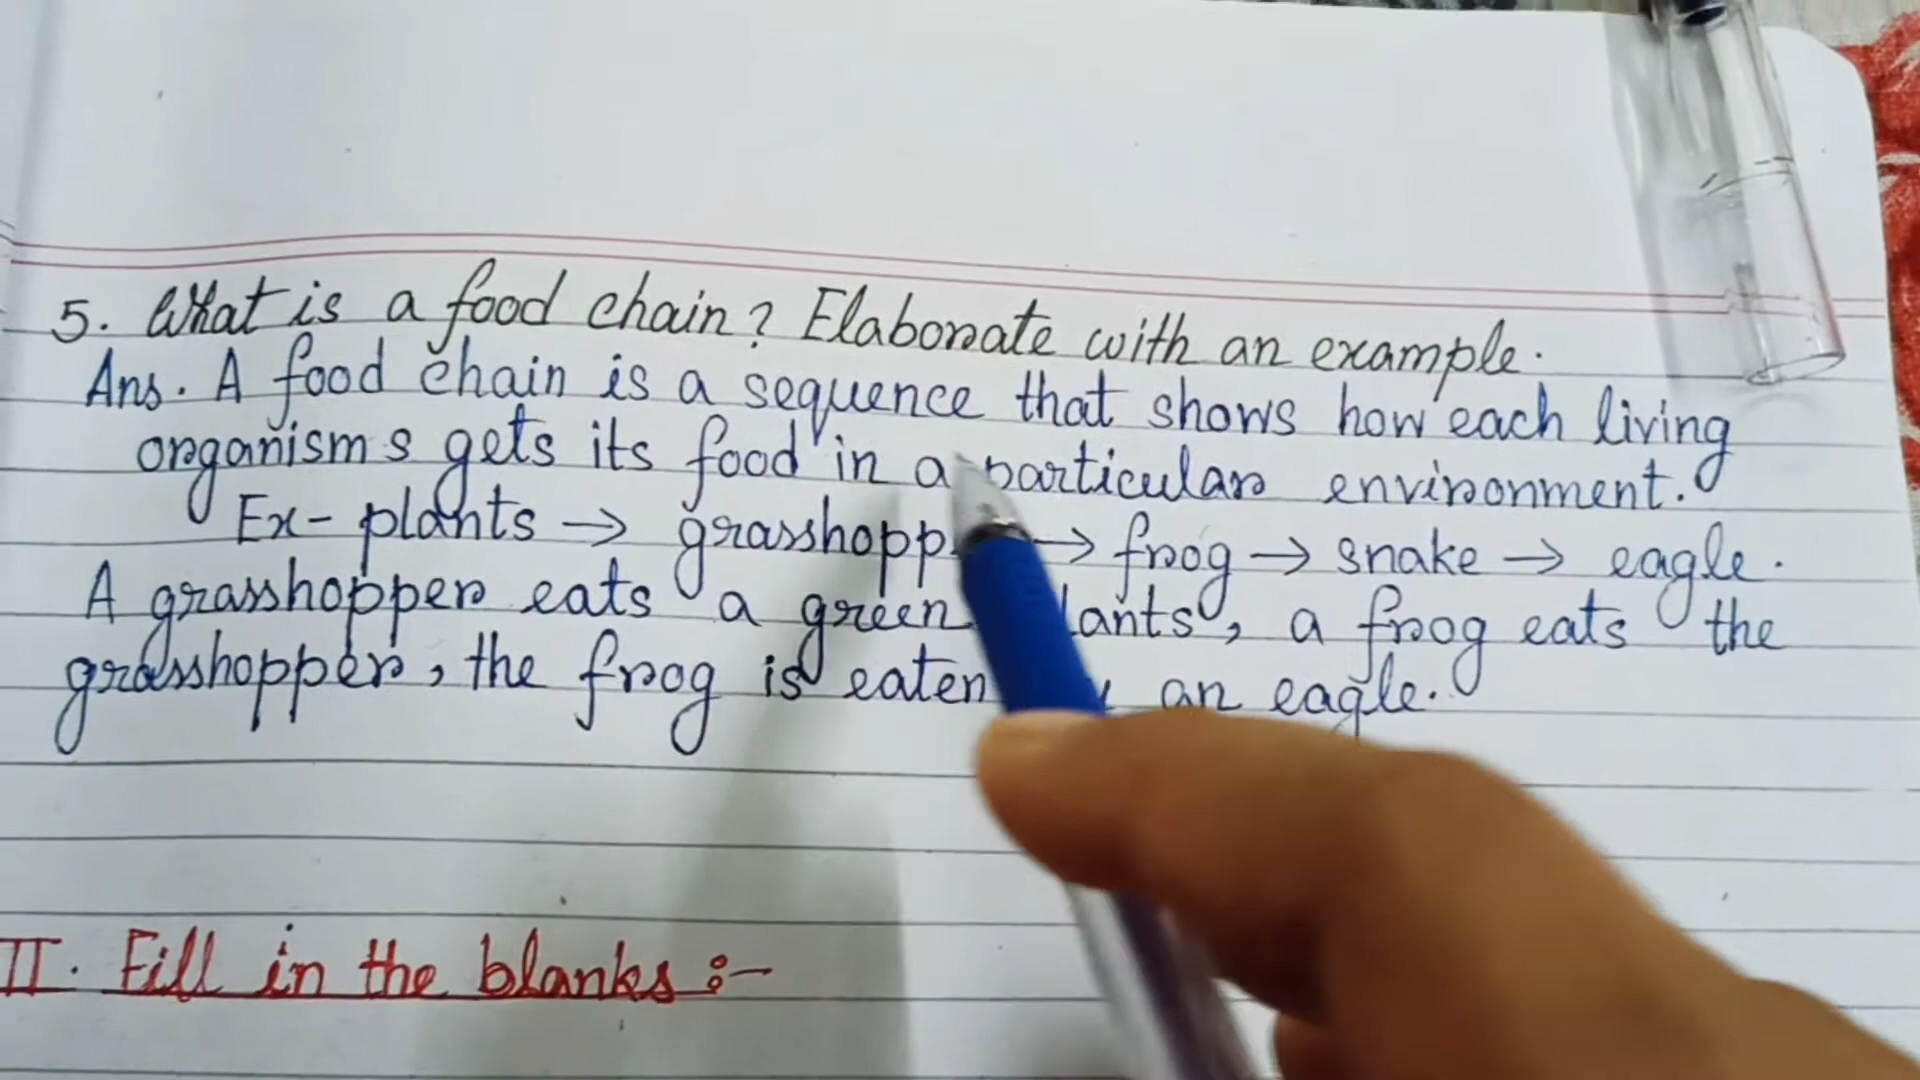 5. What is a food chain? Elaborate with an example.
Ans. A food chain is a sequence that shows how each living
organisms gets its food in a particular environment.
Ex- plants → → frog → snake → eagle.
A grasshopper eats a green , a frog eats the
grasshopper, the frog is eaten an eagle.
II. Fill in the blanks :-